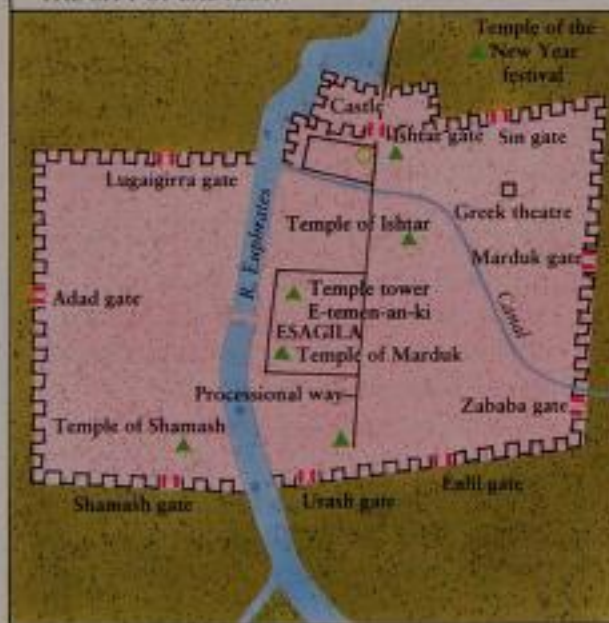 Temple of the
New Year
festival
Castle
Ishtar gate
Sin gate
Lugaigirra gate
Greek theatre
R. Euphrates
Temple of Ishtar
Marduk gate
Adad gate
Temple tower
E-temen-an-ki
Canal
ESAGILA
Temple of Marduk
Processional way
Zababa gate
Temple of Shamash
Enlil gate
Shamash gate
Urash gate